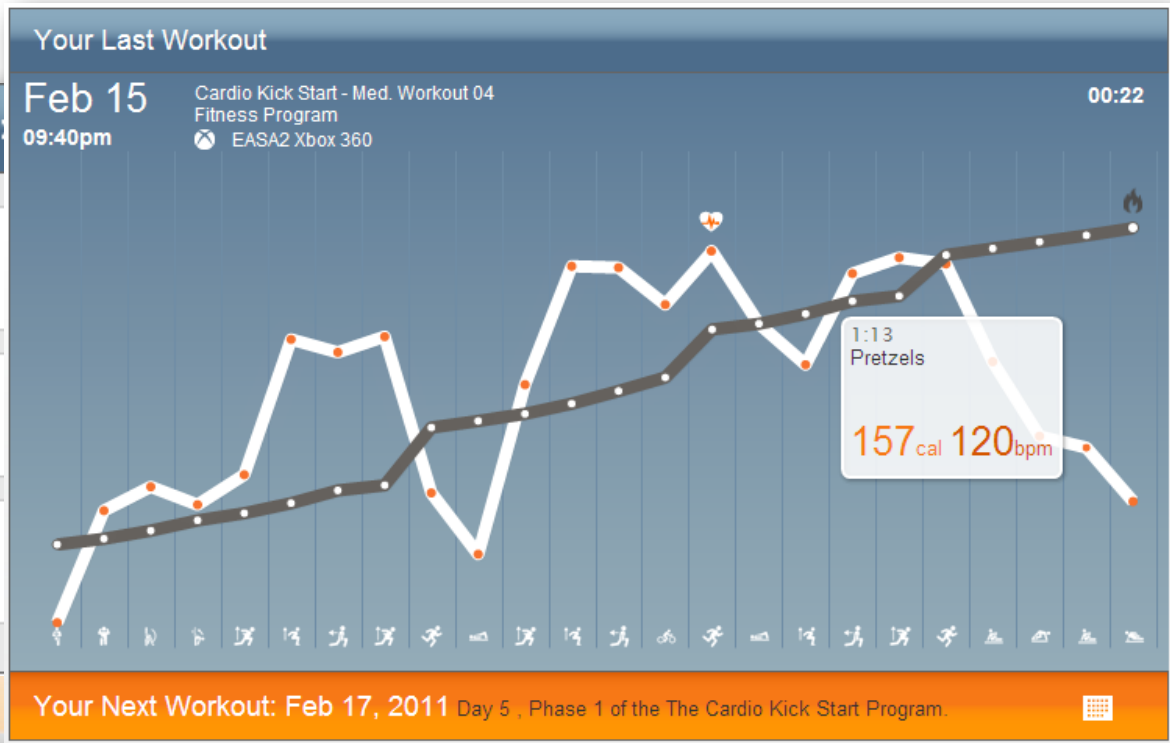 Your Last Workout
Feb 15
09:40pm
Cardio Kick Start - Med. Workout 04
Fitness Program
EASA2 Xbox 360
00:22
1:13
Pretzels
157cal 120bpm
Your Next Workout: Feb 17, 2011 Day 5 , Phase 1 of the The Cardio Kick Start Program.